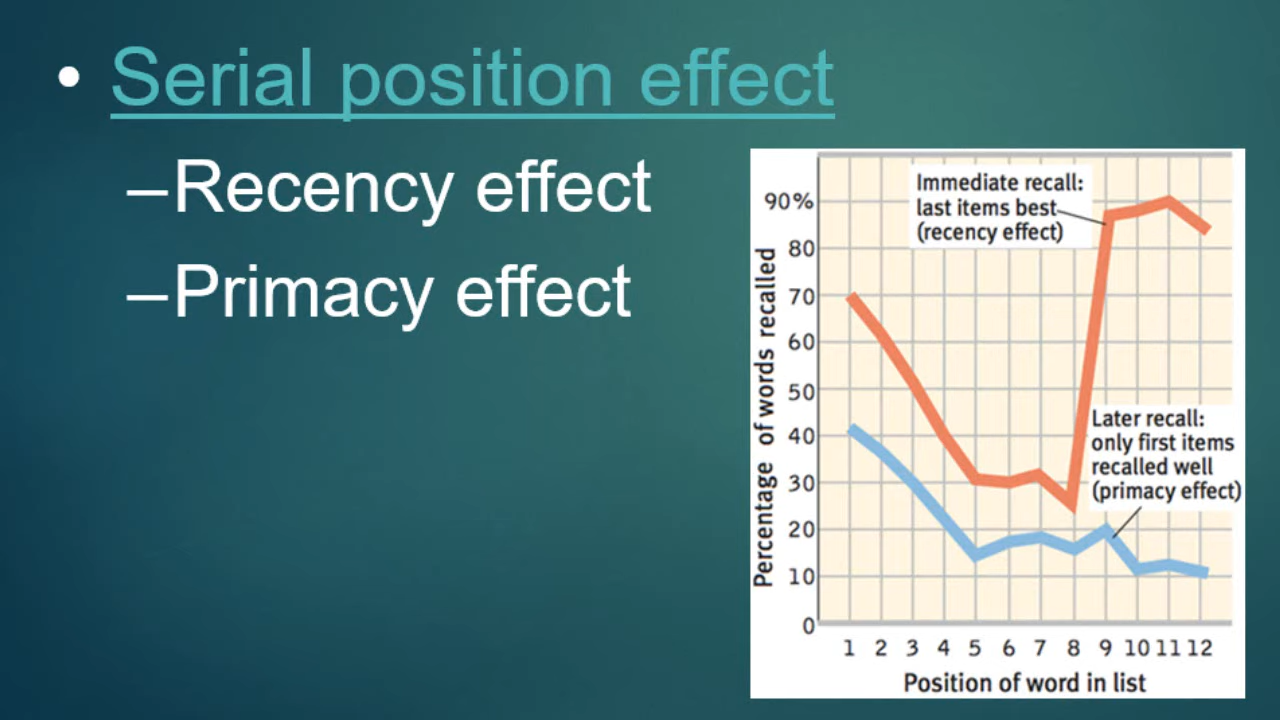 • Serial position effect
–Recency effect
–Primacy effect
Immediate recall:
last items best
(recency effect)
Later recall:
only first items
recalled well
(primacy effect)
Percentage of words recalled
90%
80
70
60
50
40
30
20
10
0
1 2 3 4 5 6 7 8 9 10 11 12
Position of word in list